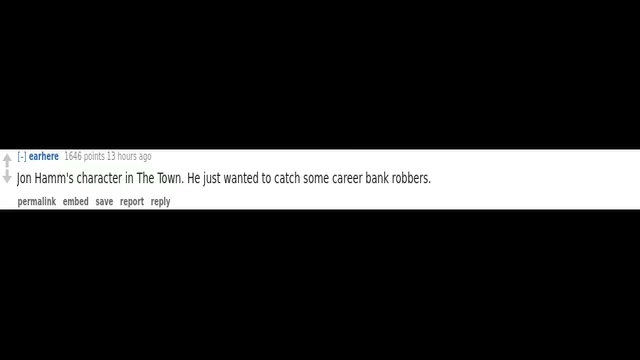 [-] earhere 1646 points 13 hours ago
Jon Hamm's character in The Town. He just wanted to catch some career bank robbers.
permalink embed save report reply